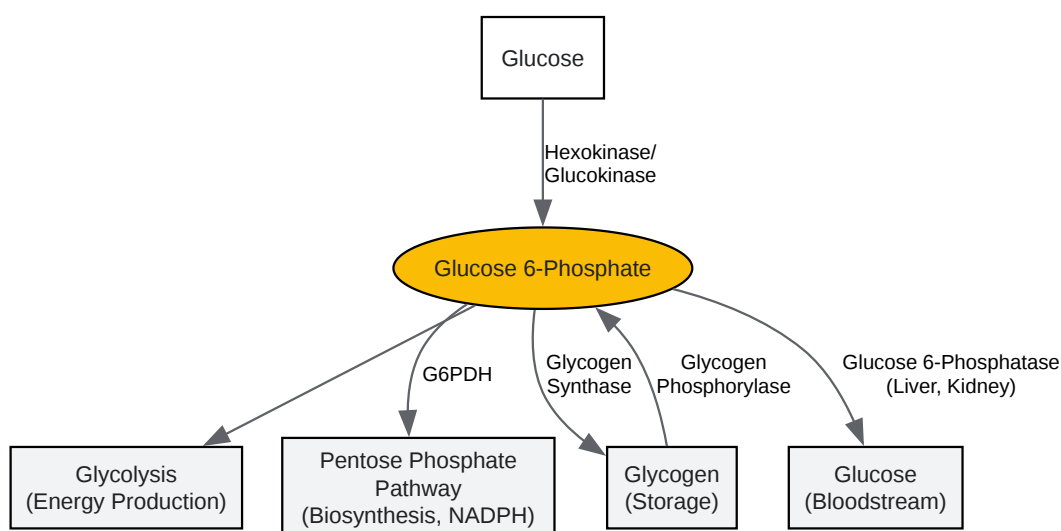 Glucose
Hexokinase/
Glucokinase
Glucose 6-Phosphate
G6PDH
Glycogen
Synthase
Glycogen
Phosphorylase
Glucose 6-Phosphatase
(Liver, Kidney)
Glycolysis
(Energy Production)
Pentose Phosphate
Pathway
(Biosynthesis, NADPH)
Glycogen
(Storage)
Glucose
(Bloodstream)